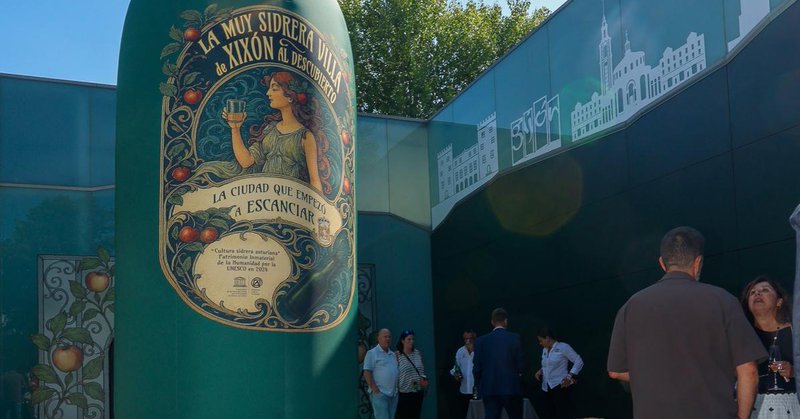 LA MUY SIDRERA VILLA
de XIXÓN AL DESCUBIERTO
LA CIUDAD QUE EMPEZÓ
A ESCANCIAR
"Cultura sidrera asturiana"
Patrimonio Inmaterial
de la Humanidad por la
UNESCO en 2024
gijón